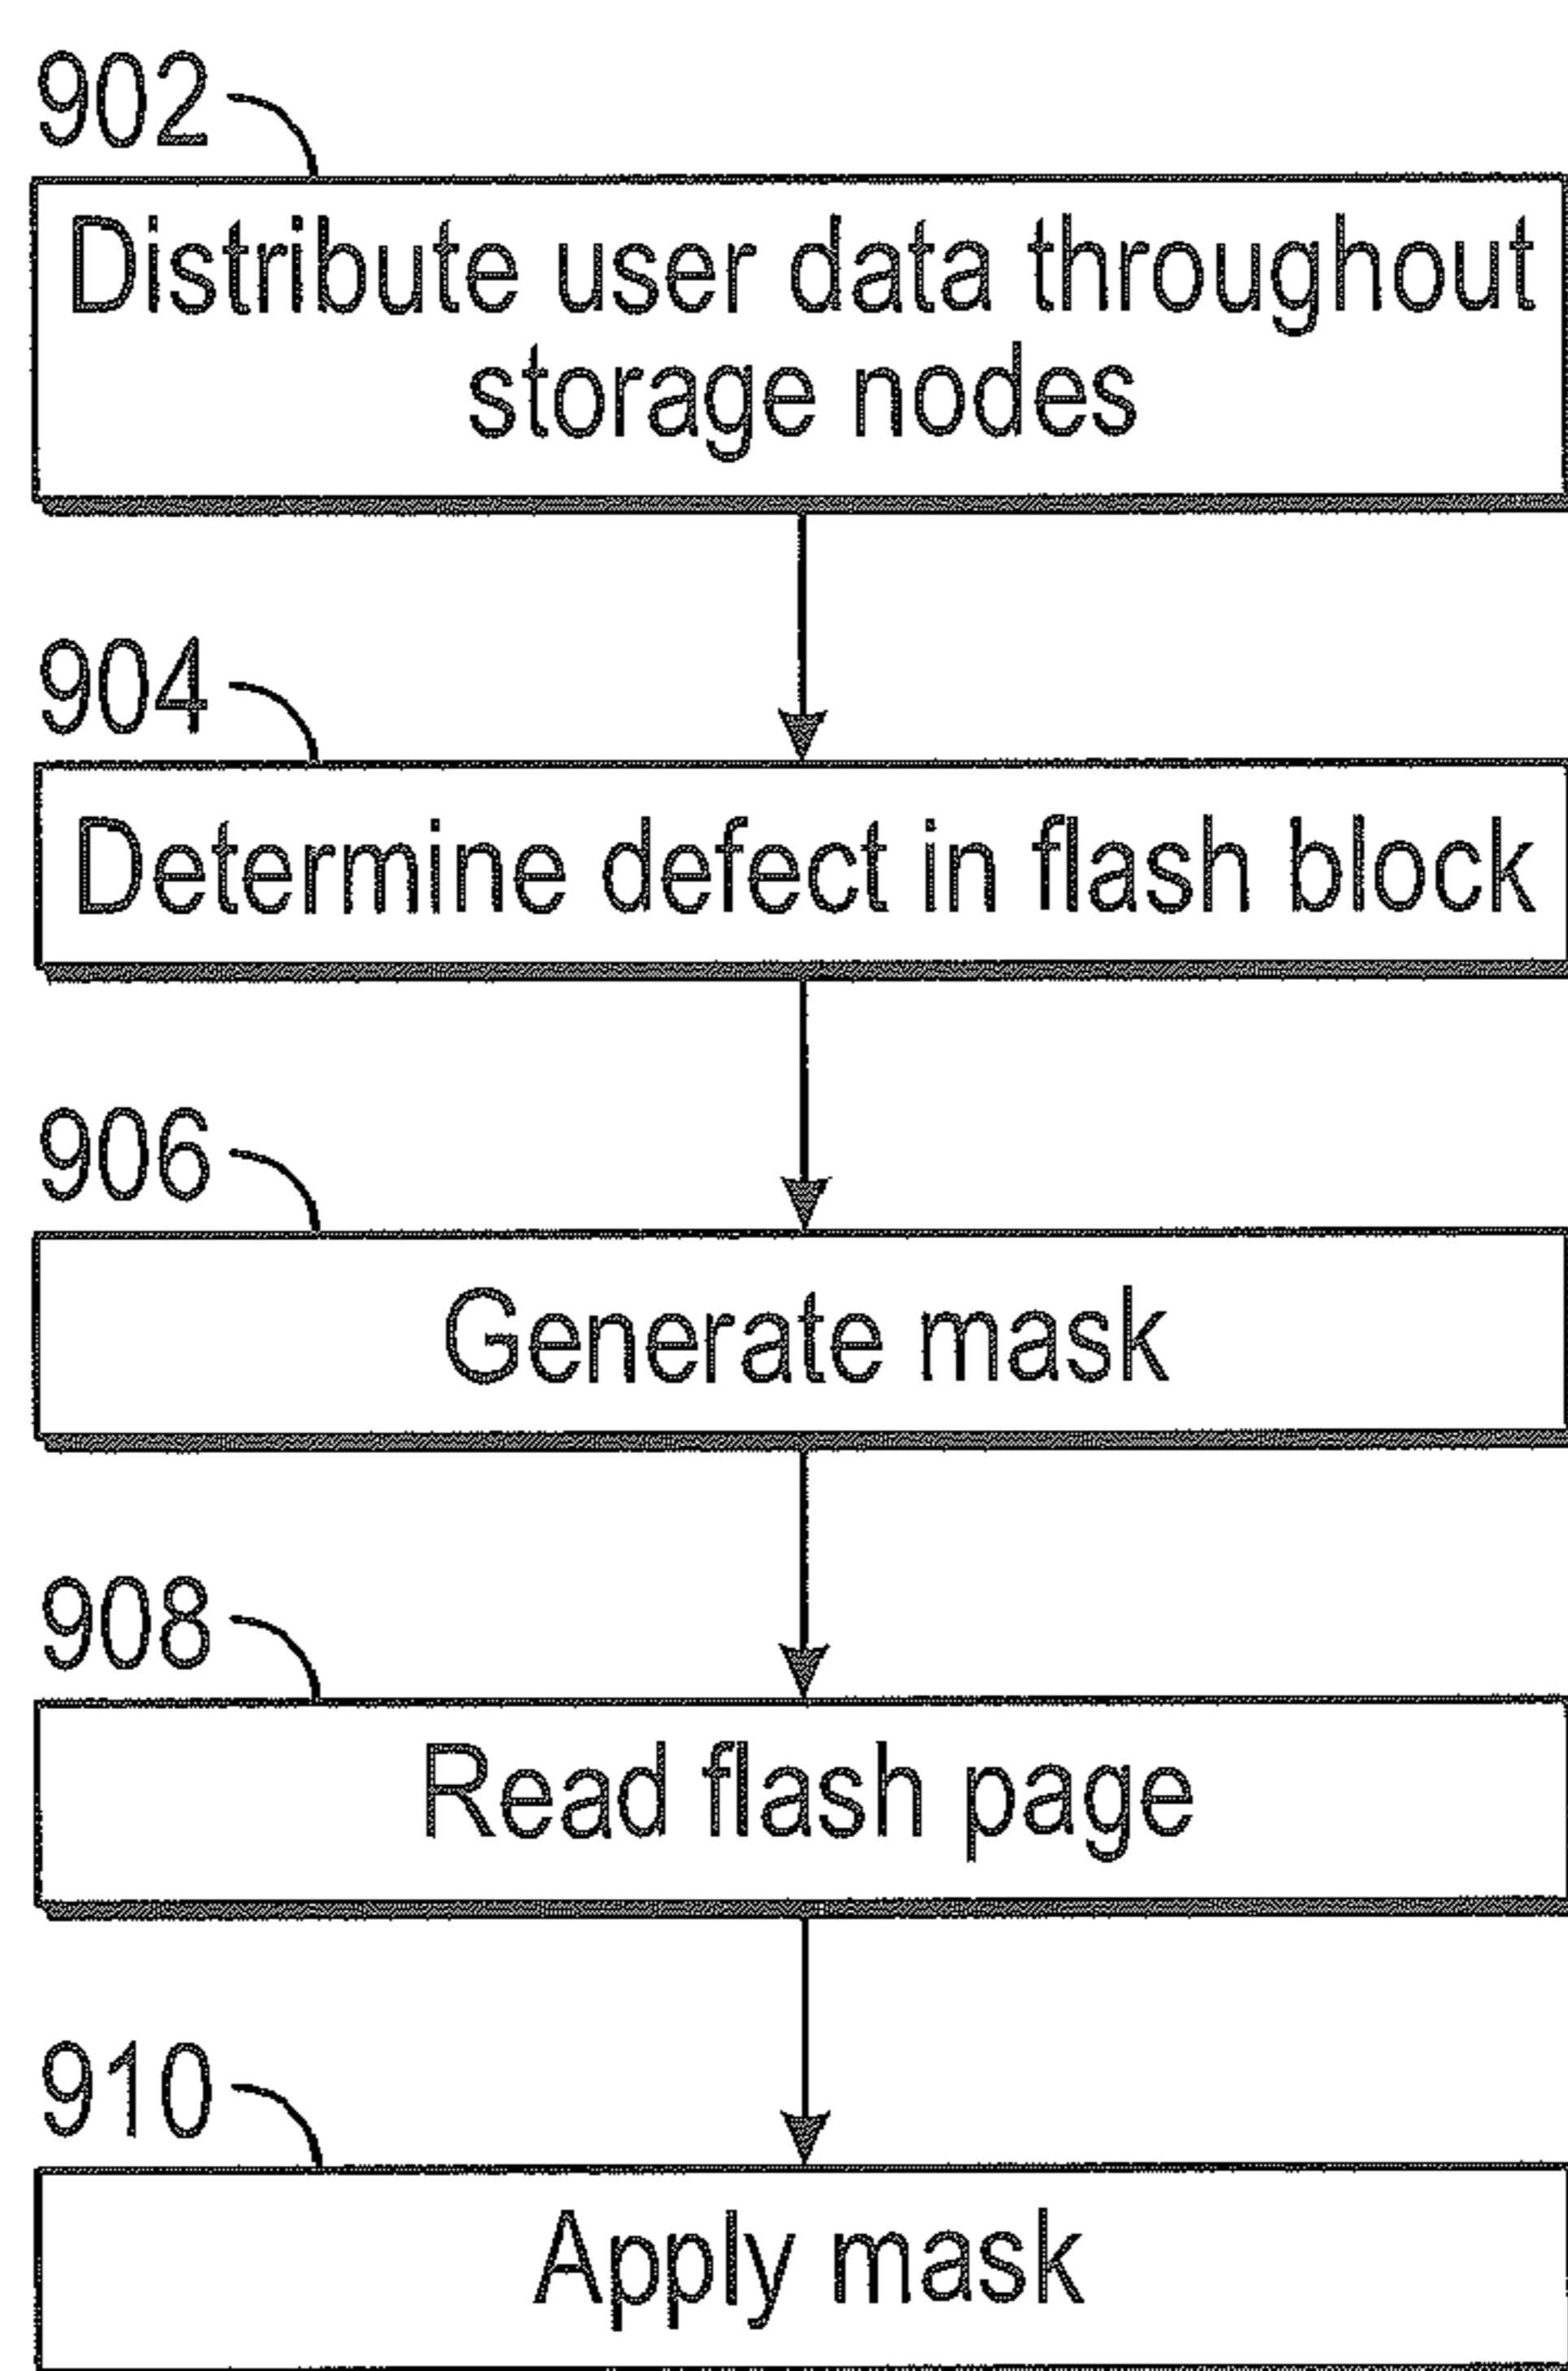 902
Distribute user data throughout
storage nodes
904
Determine defect in flash block
906
Generate mask
908
Read flash page
910
Apply mask